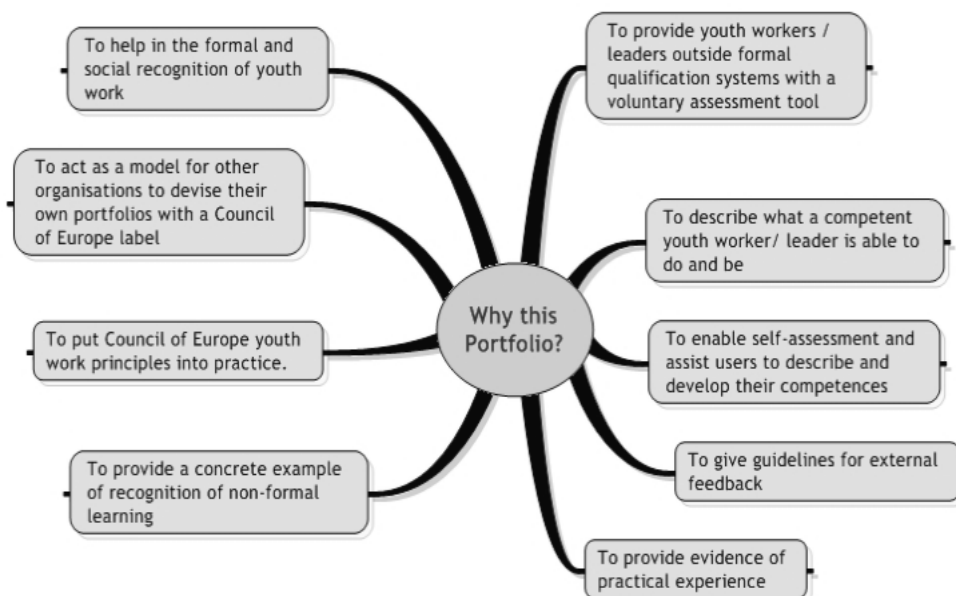 To help in the formal and
social recognition of youth
work
To act as a model for other
organisations to devise their
own portfolios with a Council
of Europe label
To put Council of Europe youth
work principles into practice.
To provide a concrete example
of recognition of non-formal
learning
Why this
Portfolio?
To provide youth workers /
leaders outside formal
qualification systems with a
voluntary assessment tool
To describe what a competent
youth worker/ leader is able to
do and be
To enable self-assessment and
assist users to describe and
develop their competences
To give guidelines for external
feedback
To provide evidence of
practical experience